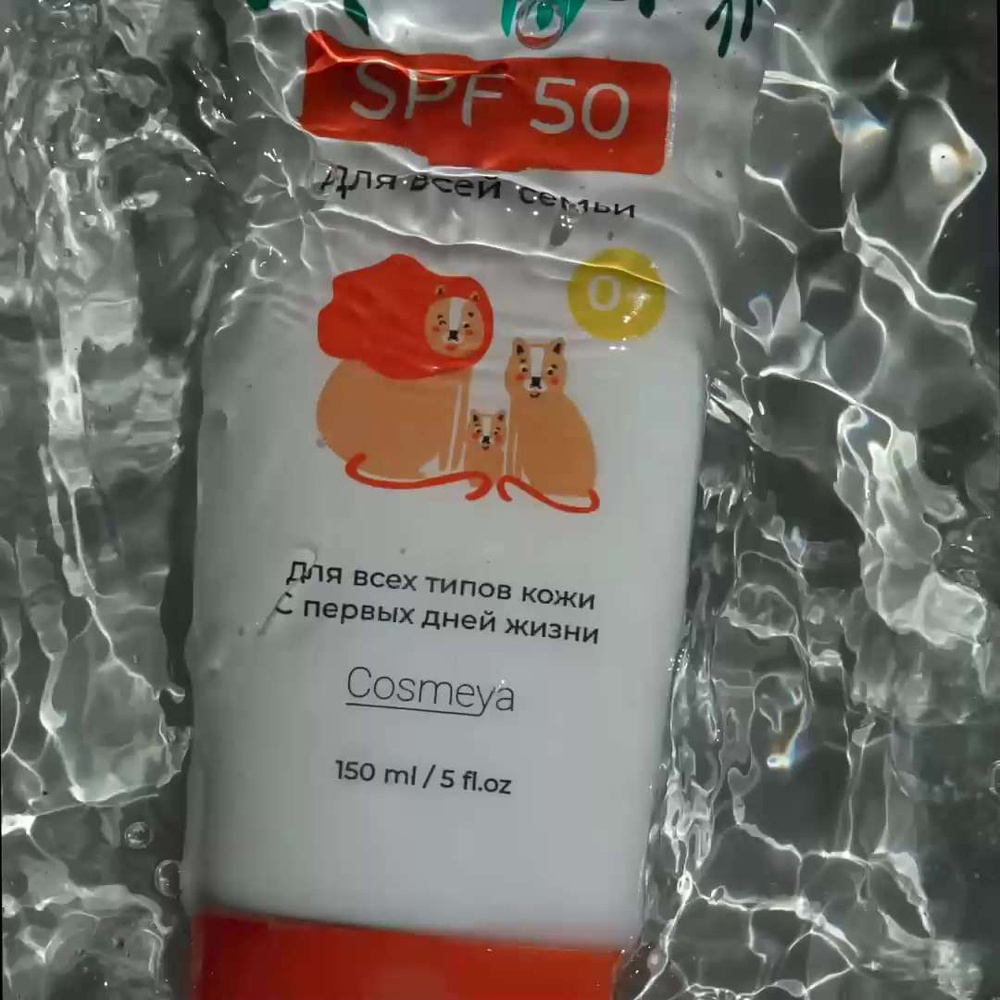 SPF 50
Для всей семьи
0+
Для всех типов кожи
С первых дней жизни
Cosmeya
150 ml / 5 fl.oz